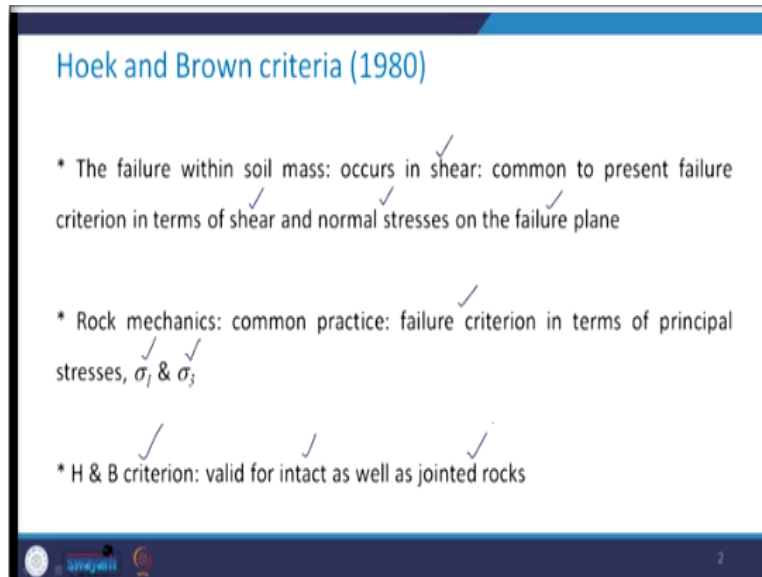 Hoek and Brown criteria (1980)
* The failure within soil mass: occurs in shear: common to present failure
criterion in terms of shear and normal stresses on the failure plane
* Rock mechanics: common practice: failure criterion in terms of principal
stresses, σ₁ & σ₃
* H & B criterion: valid for intact as well as jointed rocks
swayam
2